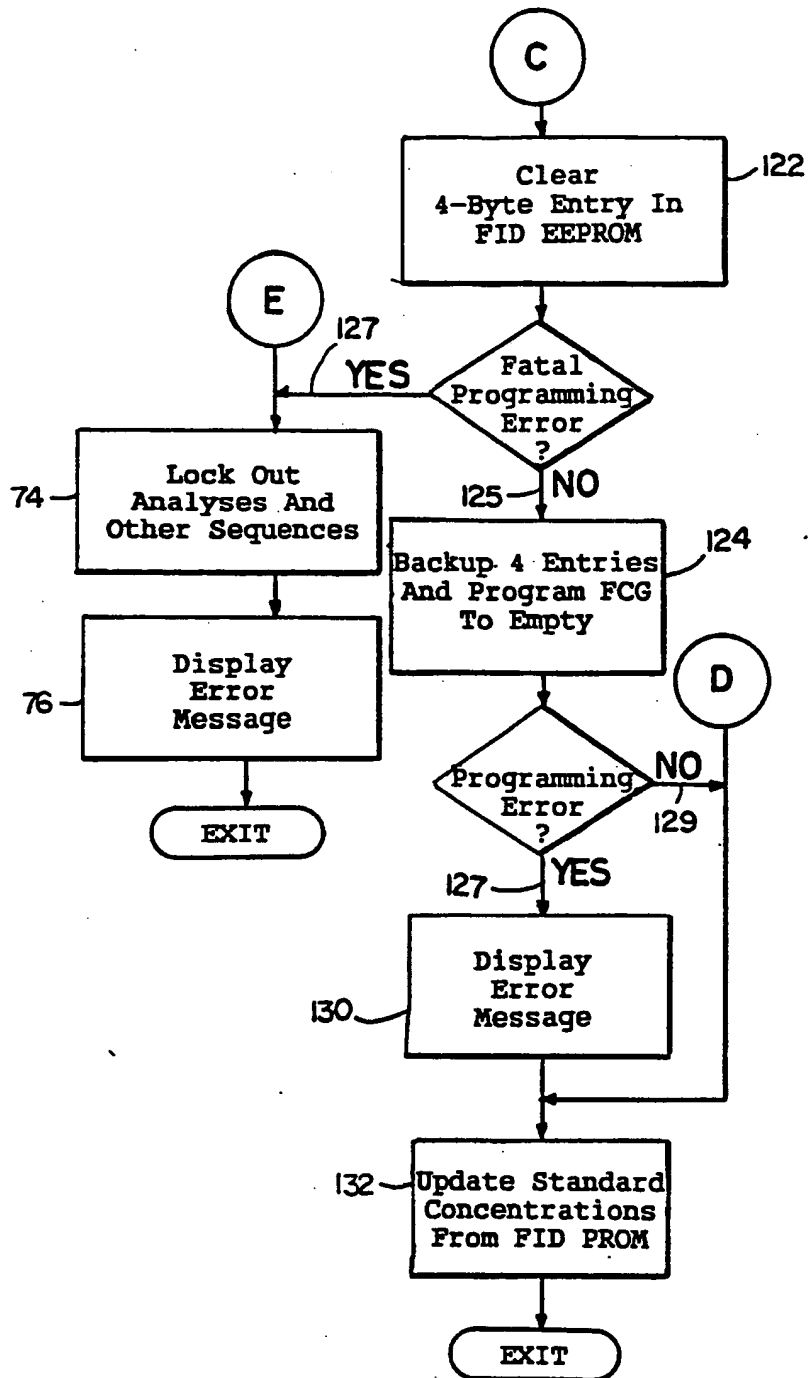 C
122
Clear
4-Byte Entry In
FID EEPROM
E
127
YES
Fatal
Programming
Error
?
125
NO
74
Lock Out
Analyses And
Other Sequences
124
Backup 4 Entries
And Program FCG
To Empty
76
Display
Error
Message
D
EXIT
Programming
Error
?
NO
129
127
YES
130
Display
Error
Message
132
Update Standard
Concentrations
From FID PROM
EXIT